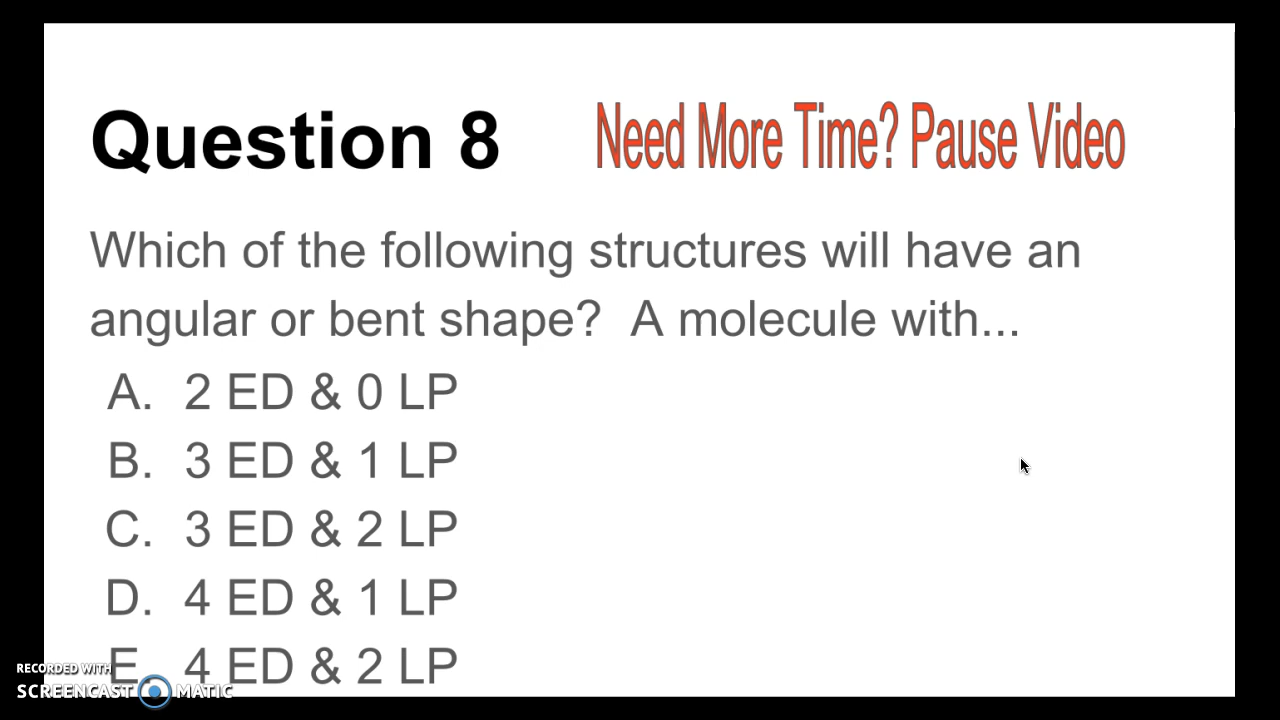 Question 8
Need More Time? Pause Video
Which of the following structures will have an
angular or bent shape? A molecule with...
A. 2 ED & 0 LP
B. 3 ED & 1 LP
C. 3 ED & 2 LP
D. 4 ED & 1 LP
E. 4 ED & 2 LP
RECORDED WITH
SCREENCAST MATIC